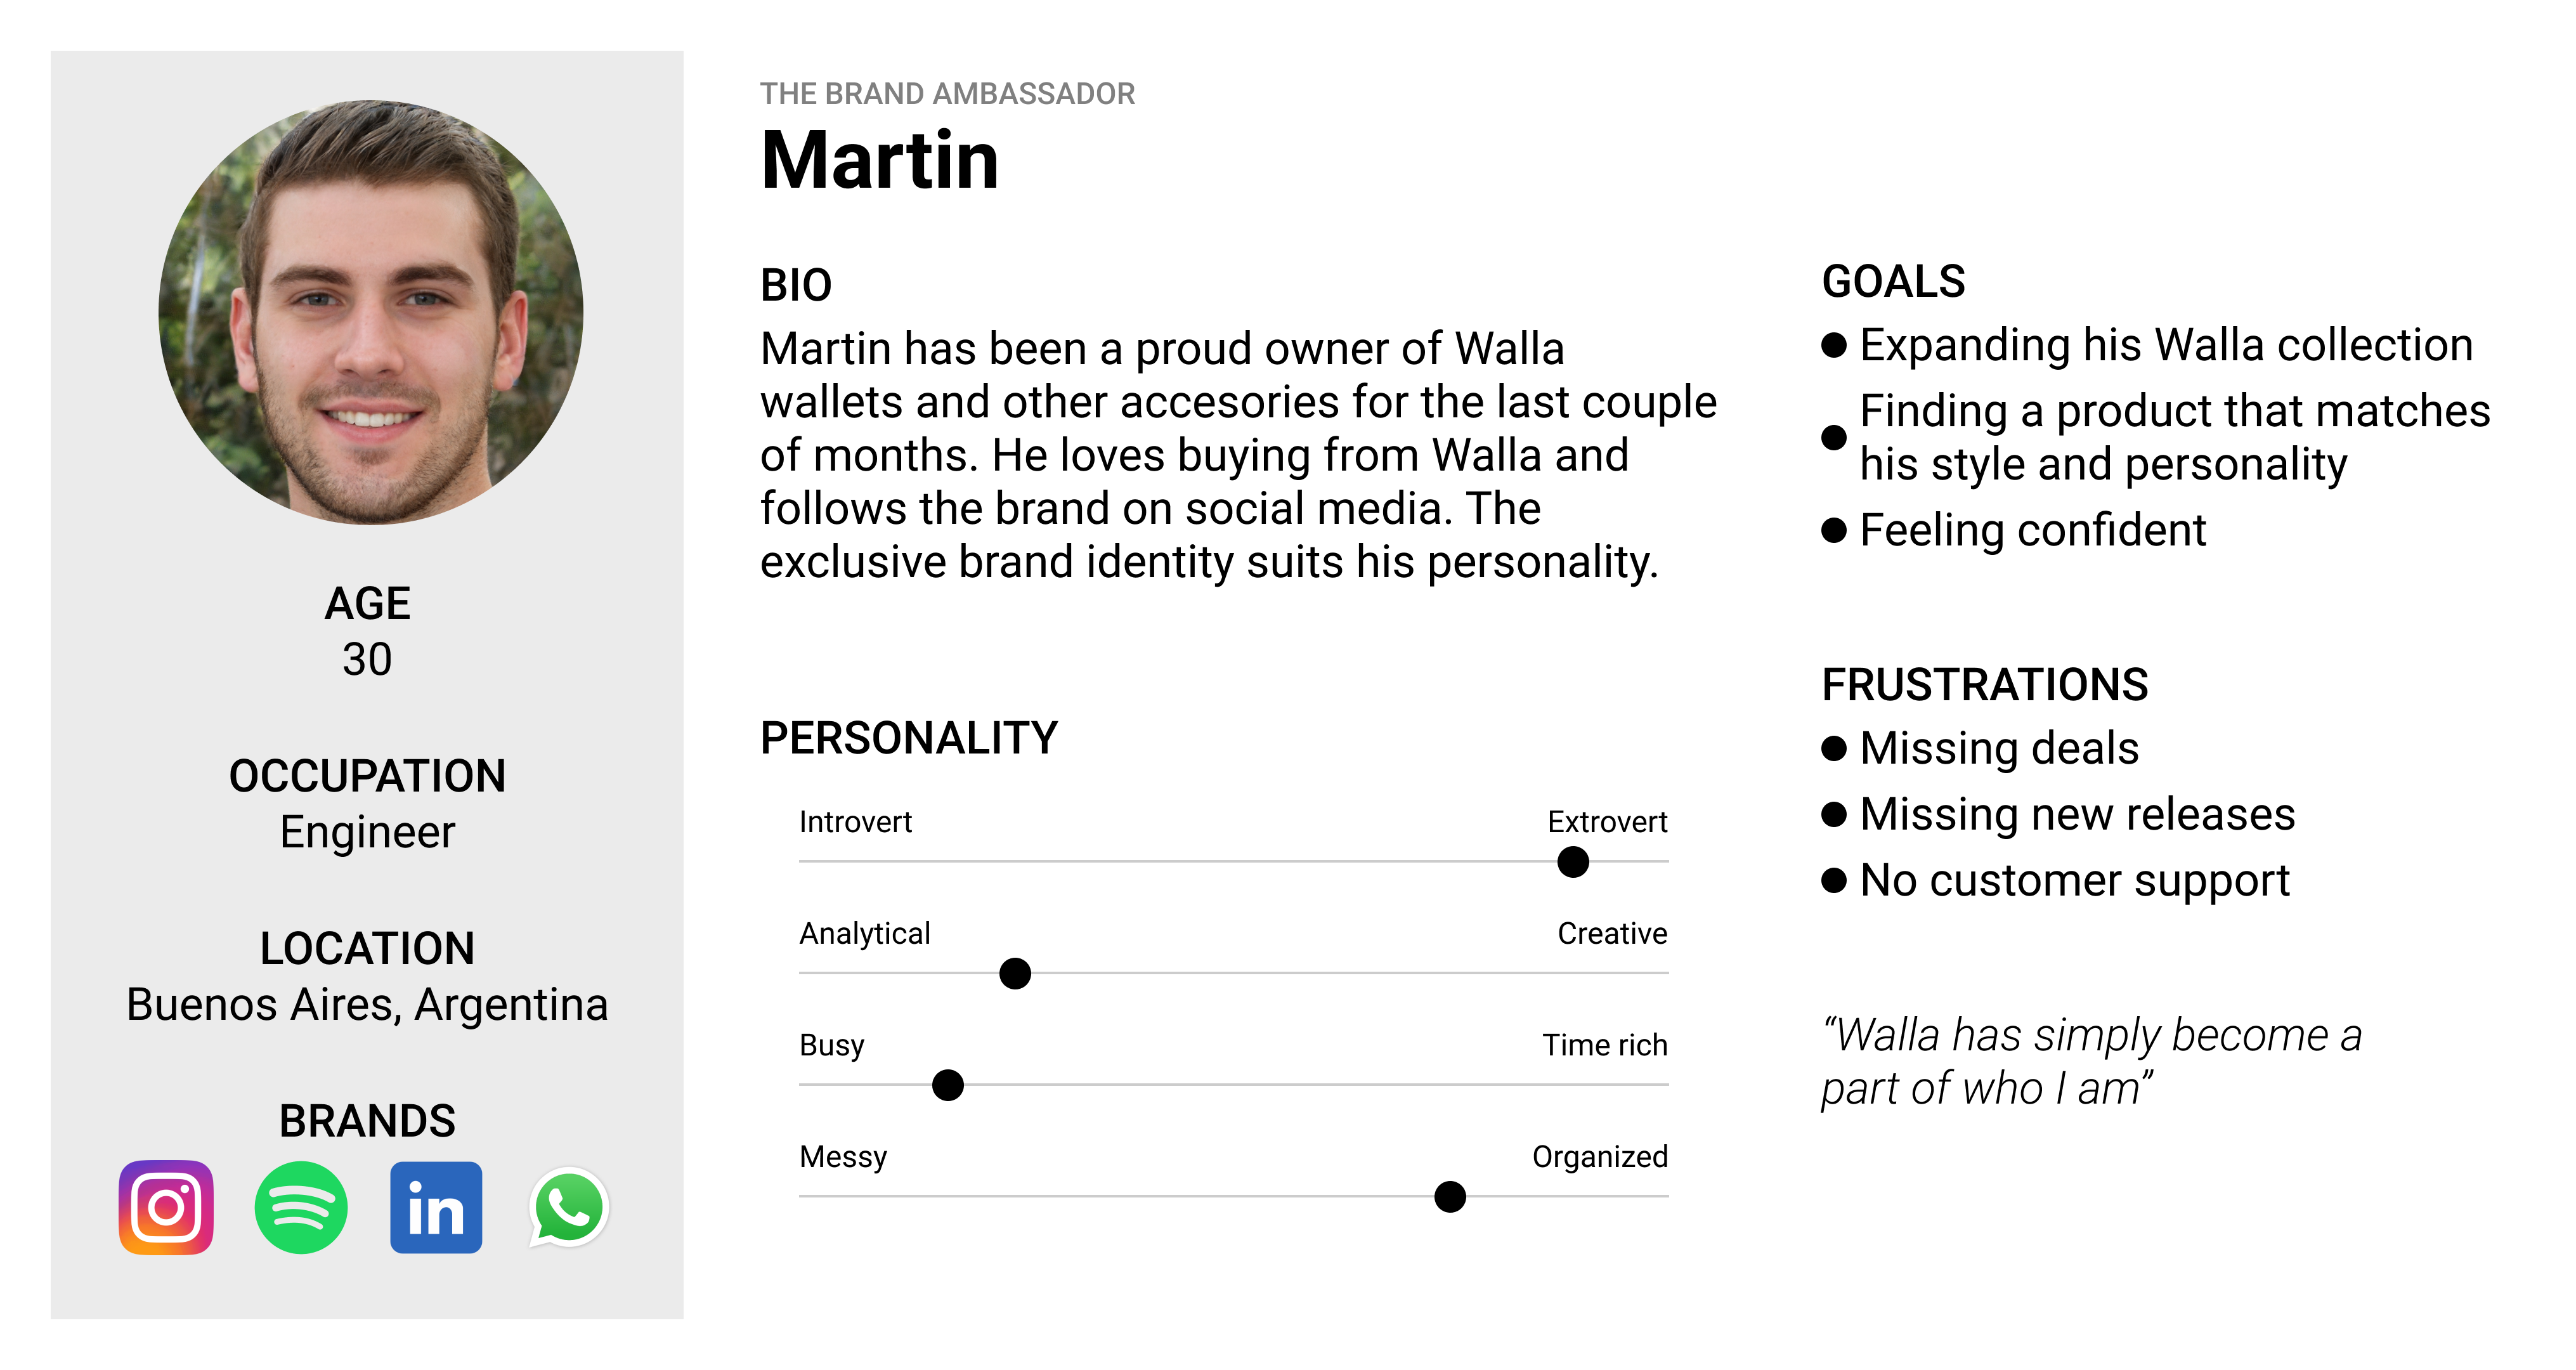 AGE
30
OCCUPATION
Engineer
LOCATION
Buenos Aires, Argentina
BRANDS
in
THE BRAND AMBASSADOR
Martin
BIO
Martin has been a proud owner of Walla
wallets and other accesories for the last couple
of months. He loves buying from Walla and
follows the brand on social media. The
exclusive brand identity suits his personality.
PERSONALITY
Introvert Extrovert
Analytical Creative
Busy Time rich
Messy Organized
GOALS
Expanding his Walla collection
Finding a product that matches
his style and personality
Feeling confident
FRUSTRATIONS
Missing deals
Missing new releases
No customer support
“Walla has simply become a
part of who I am”